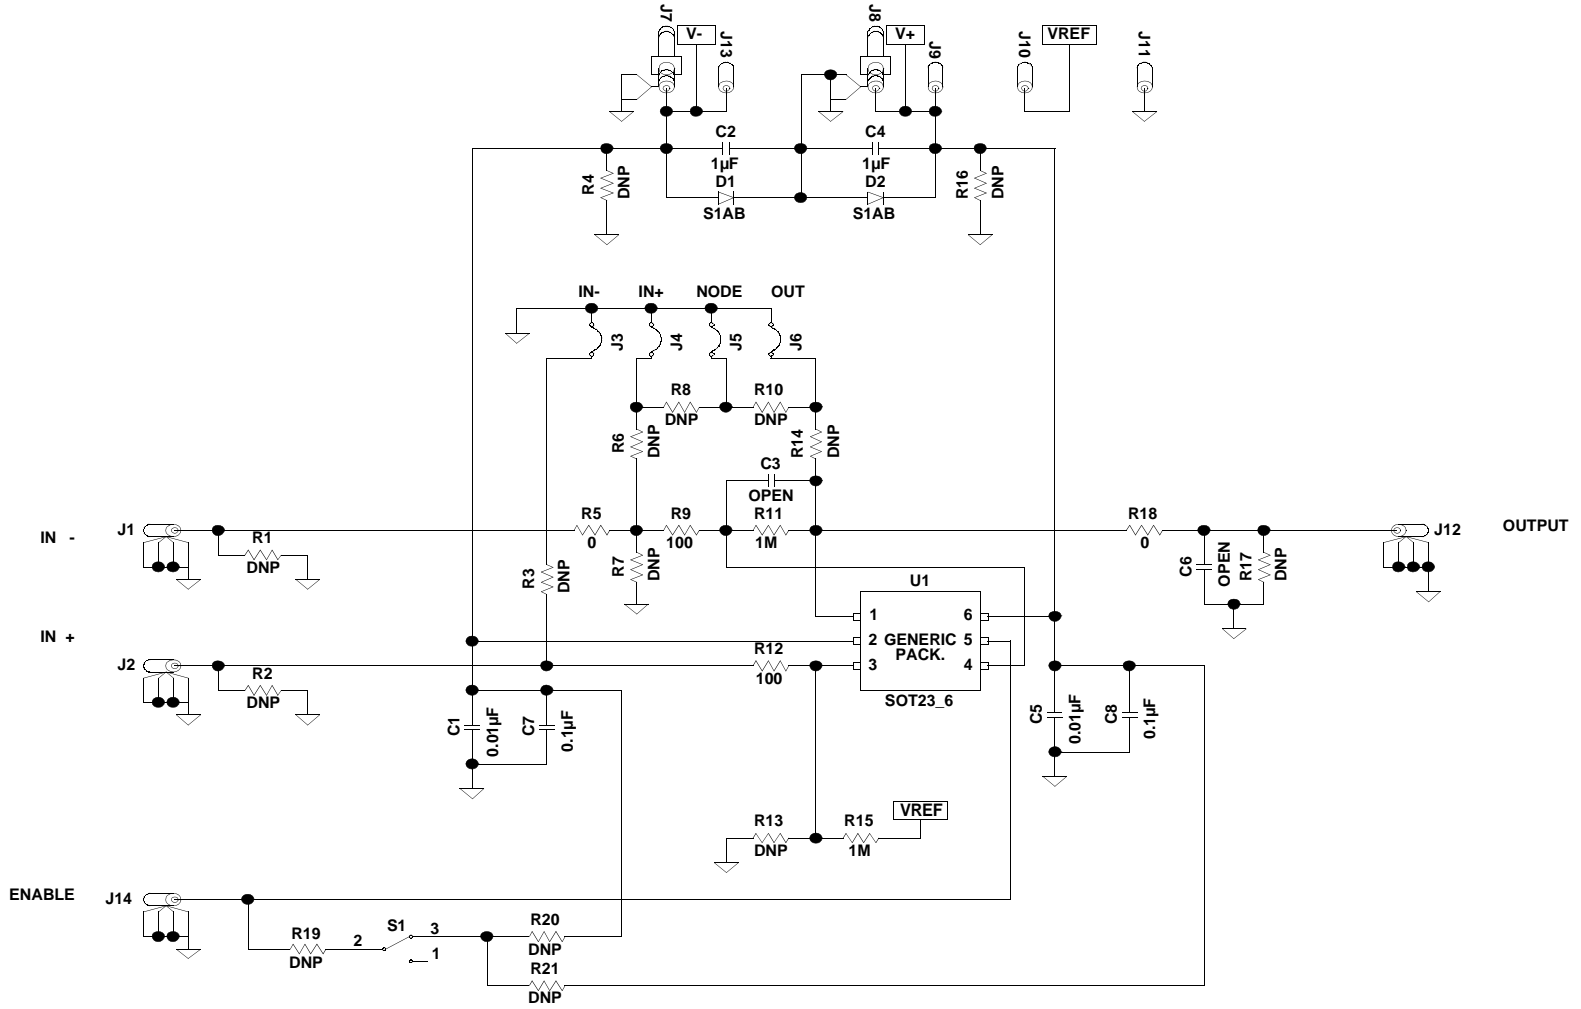 J7
V-
J13
J8
V+
J9
J10
VREF
J11
C2
1µF
D1
S1AB
C4
1µF
D2
S1AB
R4
DNP
R16
DNP
IN-
IN+
NODE
OUT
J3
J4
J5
J6
R8
DNP
R10
DNP
R6
DNP
R14
DNP
C3
OPEN
IN -
J1
R1
DNP
R5
0
R9
100
R11
1M
R18
0
J12
OUTPUT
R3
DNP
R7
DNP
C6
OPEN
R17
DNP
U1
1
6
2
GENERIC
5
PACK.
3
4
SOT23_6
IN +
J2
R2
DNP
R12
100
C1
0.01µF
C7
0.1µF
C5
0.01µF
C8
0.1µF
VREF
R13
DNP
R15
1M
ENABLE
J14
R19
DNP
2
S1
3
1
R20
DNP
R21
DNP